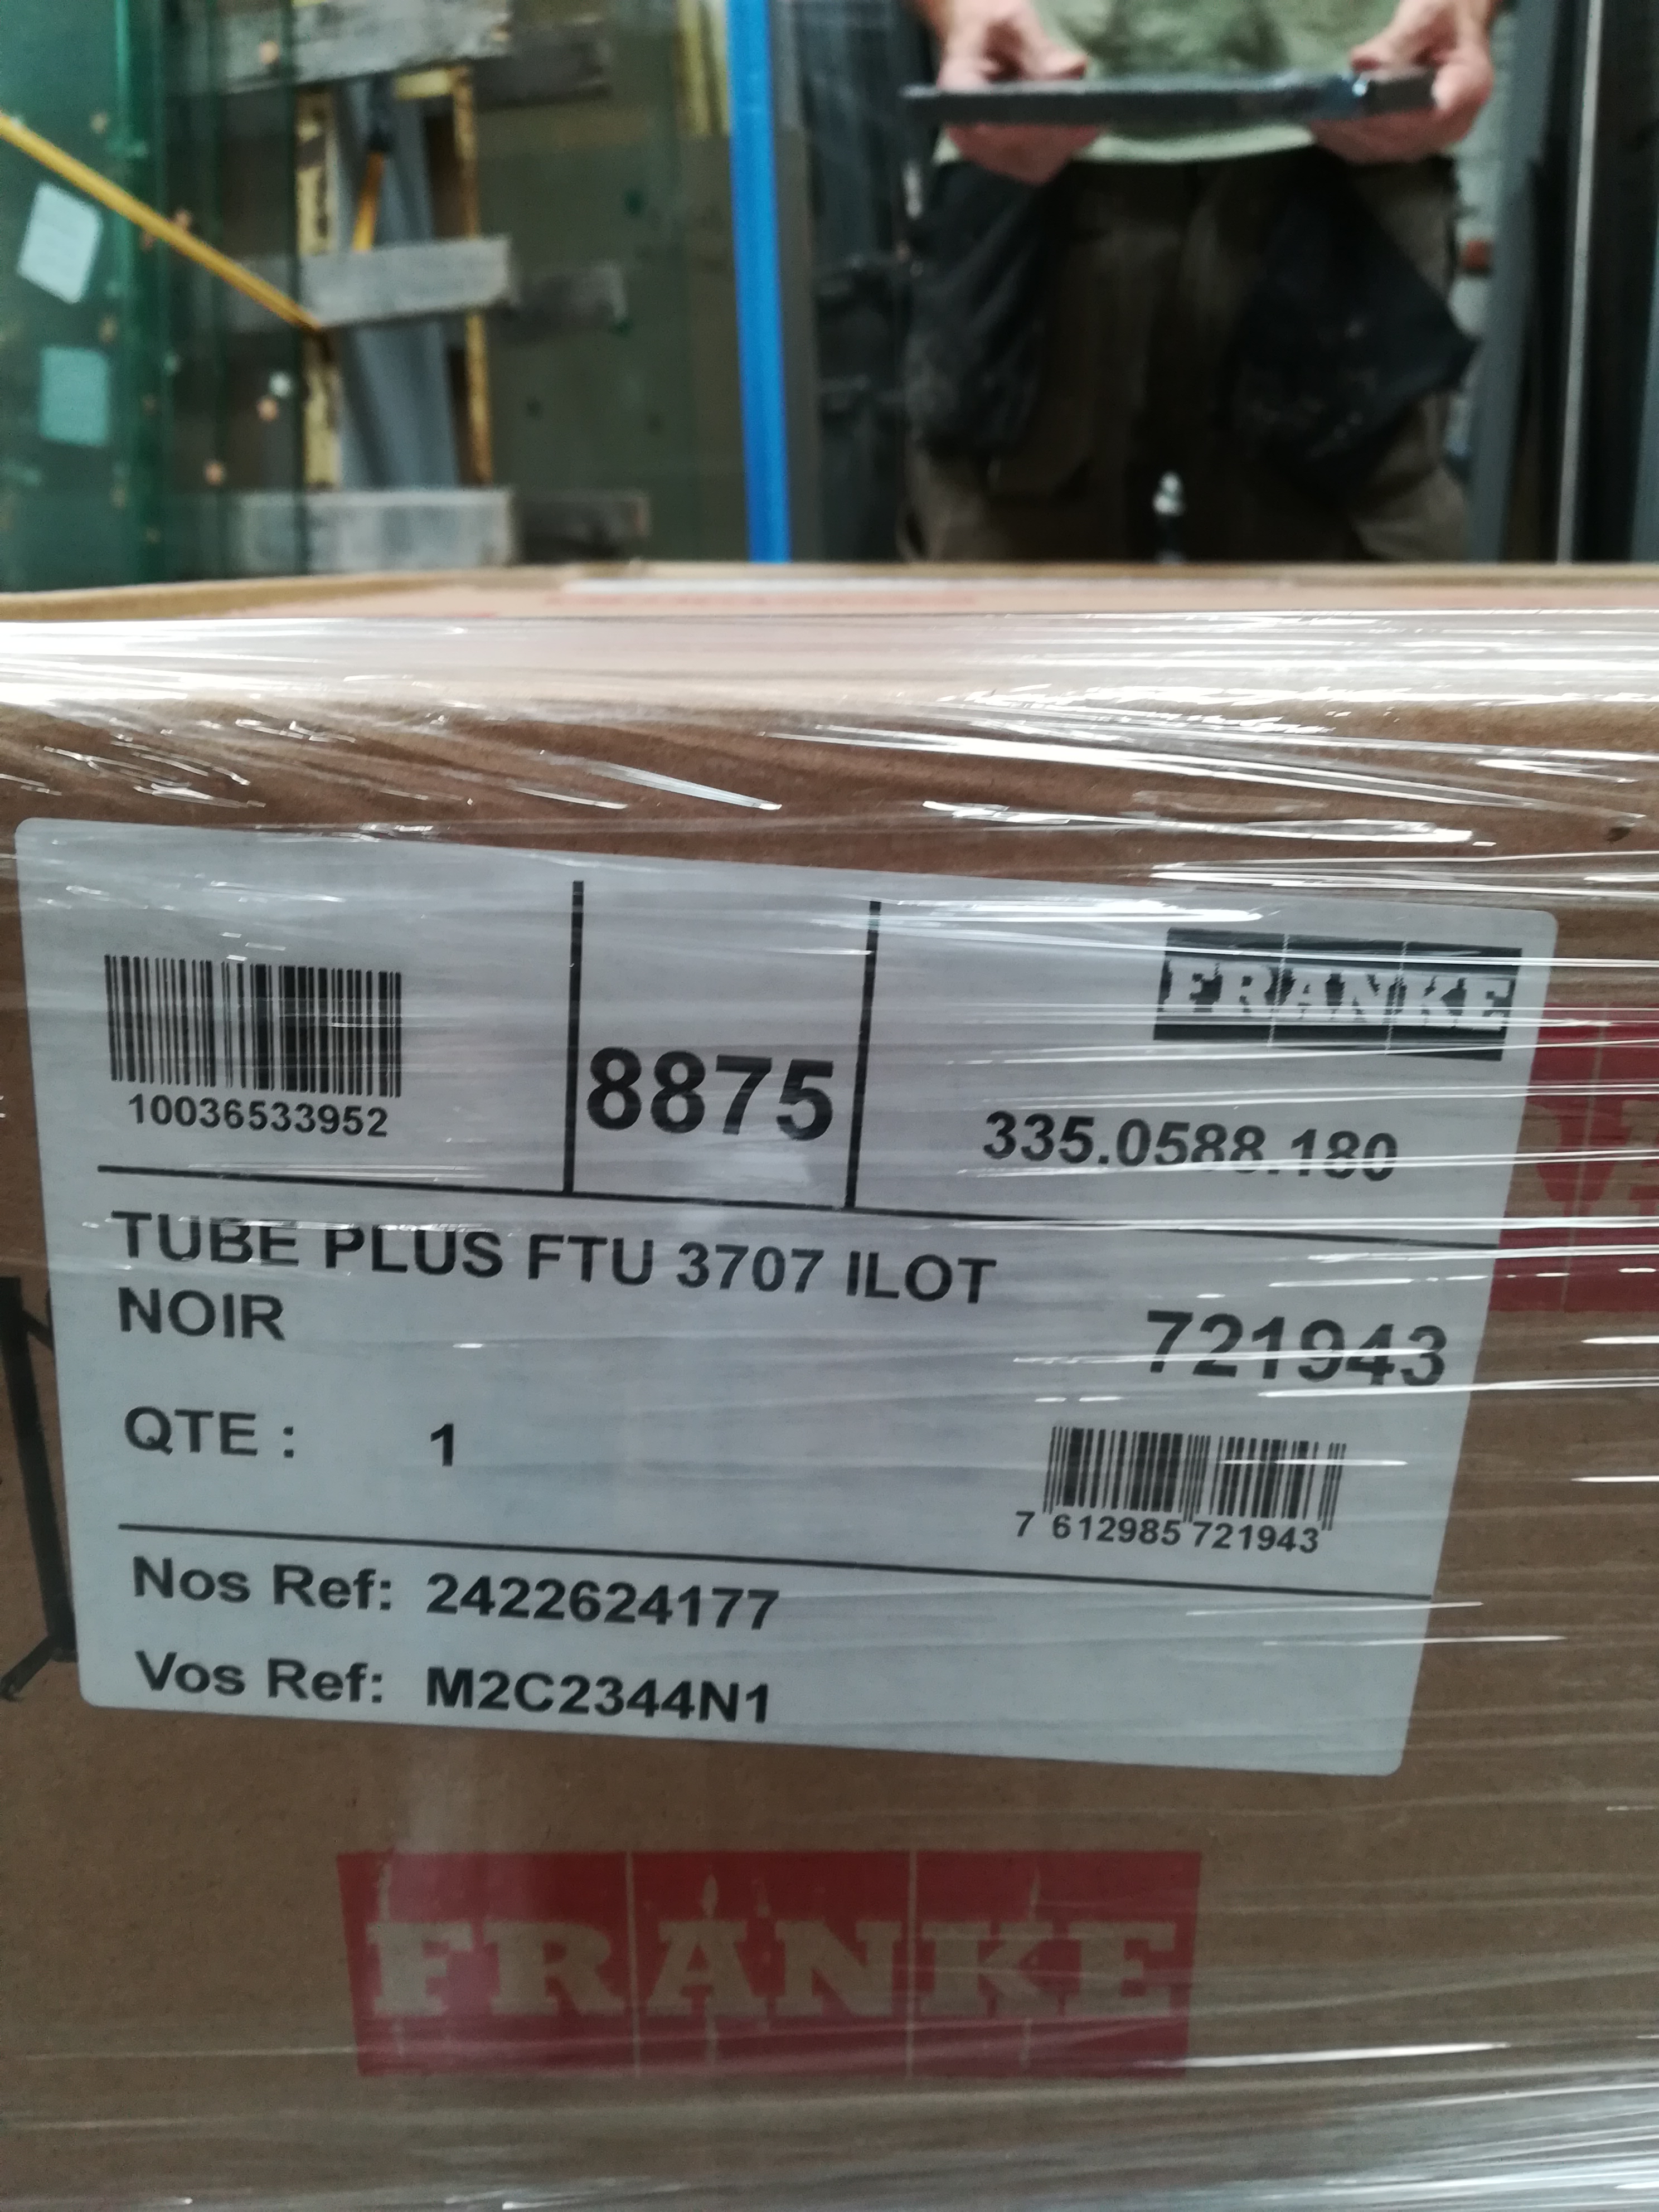 FRANKE
10036533952
8875
335.0588.180
TUBE PLUS FTU 3707 ILOT
NOIR
721943
QTE : 1
7 612985 721943
Nos Ref: 2422624177
Vos Ref: M2C2344N1
FRANKE